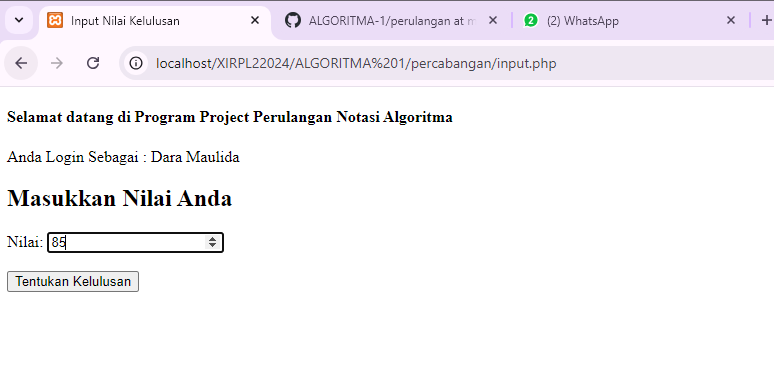 Input Nilai Kelulusan
ALGORITMA-1/perulangan at m
2
(2) WhatsApp
localhost/XIRPL22024/ALGORITMA%201/percabangan/input.php
Selamat datang di Program Project Perulangan Notasi Algoritma
Anda Login Sebagai : Dara Maulida
Masukkan Nilai Anda
Nilai: 85
Tentukan Kelulusan